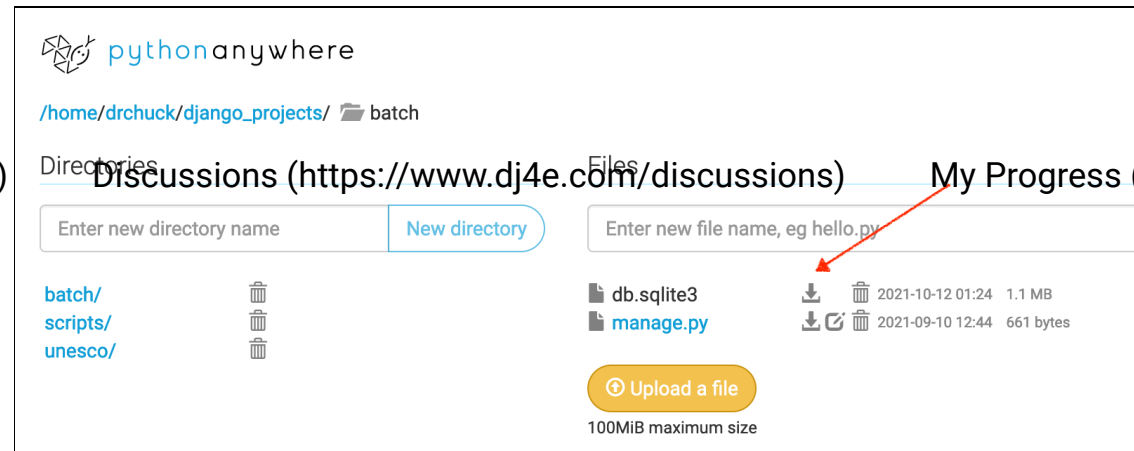 pythonanywhere
/home/drchuck/django_projects/ batch
Directories
Files
) Discussions (https://www.dj4e.com/discussions) My Progress (
Enter new directory name
New directory
Enter new file name, eg hello.py
batch/
scripts/
unesco/
db.sqlite3 2021-10-12 01:24 1.1 MB
manage.py 2021-09-10 12:44 661 bytes
Upload a file
100MiB maximum size